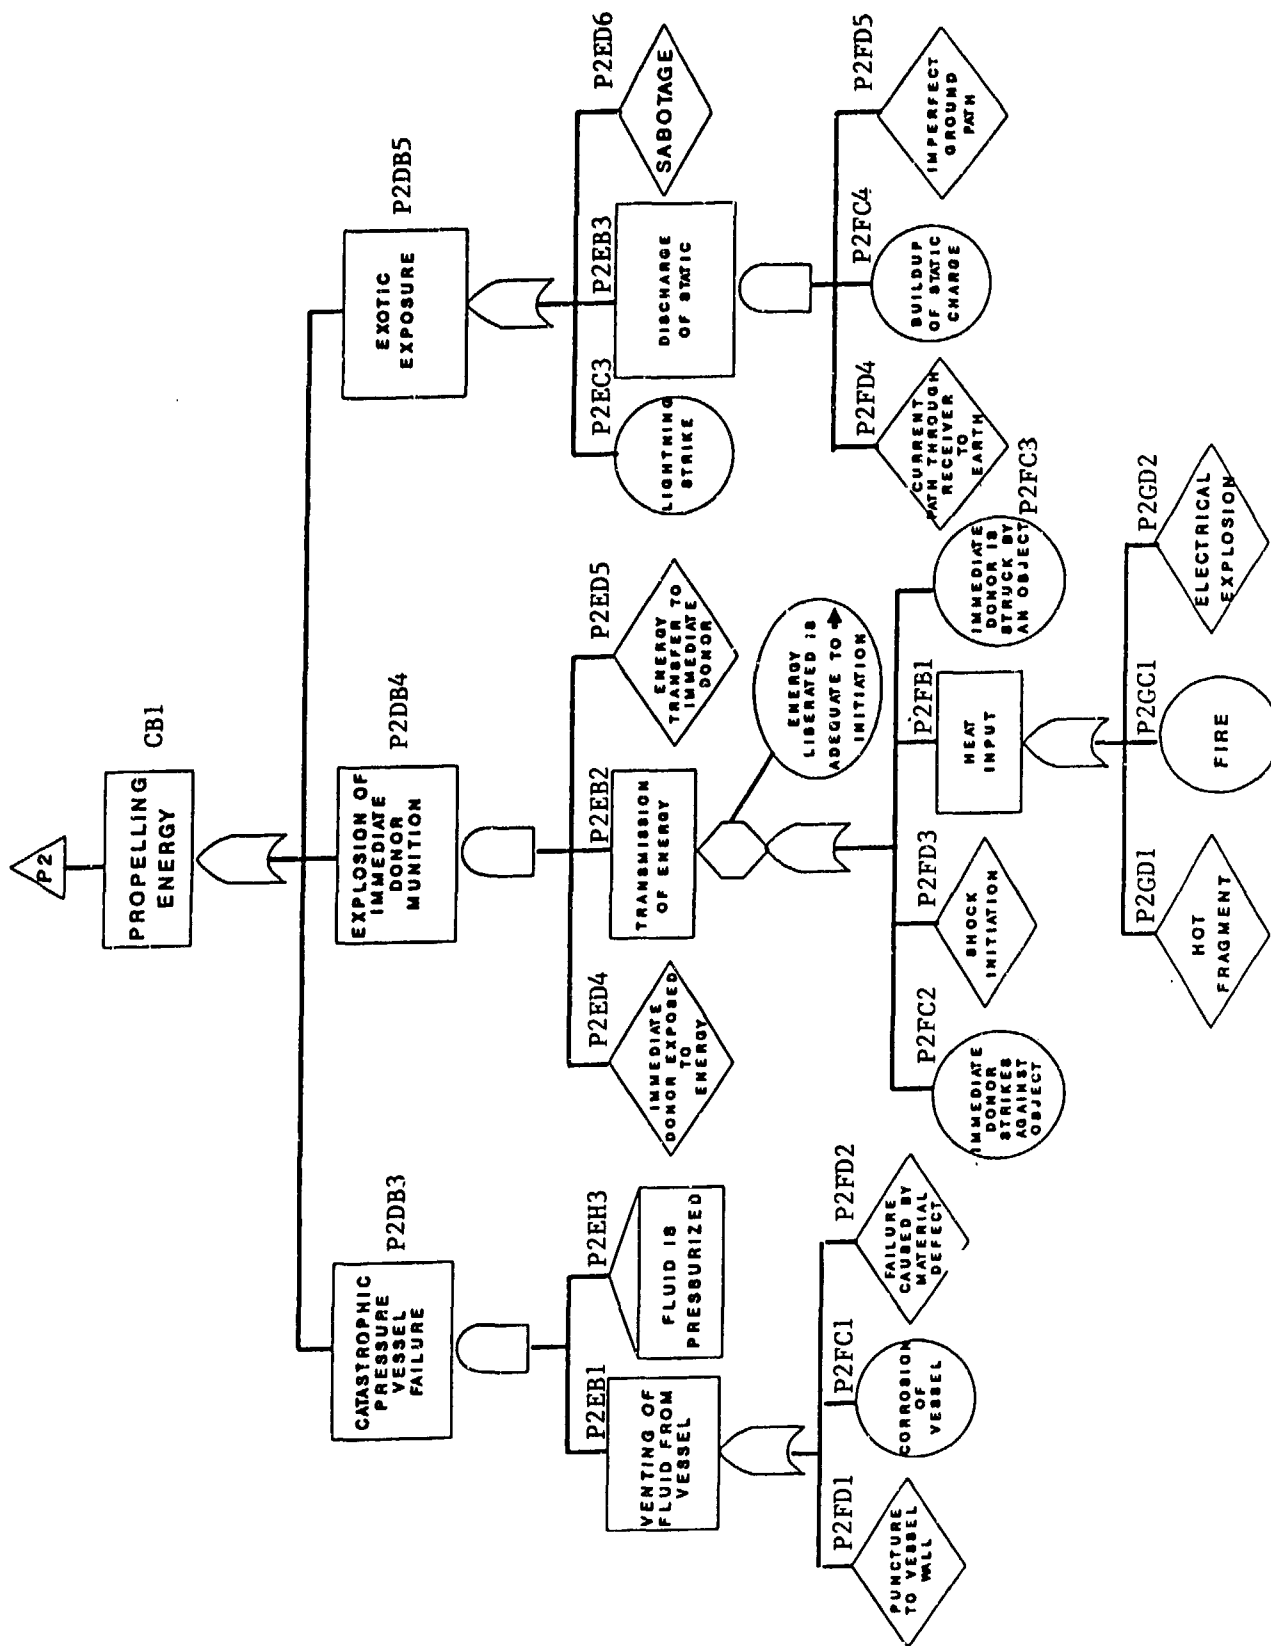 P2
CB1
PROPELLING
ENERGY
P2DB3
CATASTROPHIC
PRESSURE
VESSEL
FAILURE
P2DB4
EXPLOSION OF
IMMEDIATE
DONOR
MUNITION
P2DB5
EXOTIC
EXPOSURE
P2EB1
VENTING OF
FLUID FROM
VESSEL
P2EH3
FLUID IS
PRESBURIZED
P2ED4
IMMEDIATE
DONOR EXPOSED
TO
ENERGY
P2EB2
TRANSMISSION
OF ENERGY
P2ED5
ENERGY
TRANSFER TO
IMMEDIATE
DONOR
P2EC3
LIGHTNING
STRIKE
P2EB3
DISCHARGE
OF STATIC
P2ED6
SABOTAGE
ENERGY
LIBERATED IS
ADEQUATE TO
INITIATION
P2FD1
PUNCTURE
TO VESSEL
WALL
P2FC1
CORROSION
OF
VESSEL
P2FD2
FAILURE
CAUBED BY
MATERIAL
DEFECT
P2FC2
IMMEDIATE
DONOR
STRIKES
AGAINST
OBJECT
P2FD3
SHOCK
INITIATION
P2FB1
HEAT
INPUT
P2FC3
IMMEDIATE
DONOR IS
STRUCK BY
AN OBJECT
P2FD4
CURRENT
PATH THROUGH
RECEIVER
TO
EARTH
P2FC4
BUILDUP
OF STATIC
CHARGE
P2FD5
IMPERFECT
GROUND
PATH
P2GD1
HOT
FRAGMENT
P2GC1
FIRE
P2GD2
ELECTRICAL
EXPLOSION